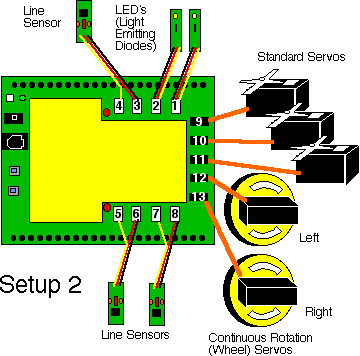 Line
Sensor
LED's
(Light
Emitting
Diodes)
Standard Servos
4 3 2 1
9
10
11
12
13
5 6 7 8
Left
Setup 2
Right
Line Sensors
Continuous Rotation
(Wheel) Servos